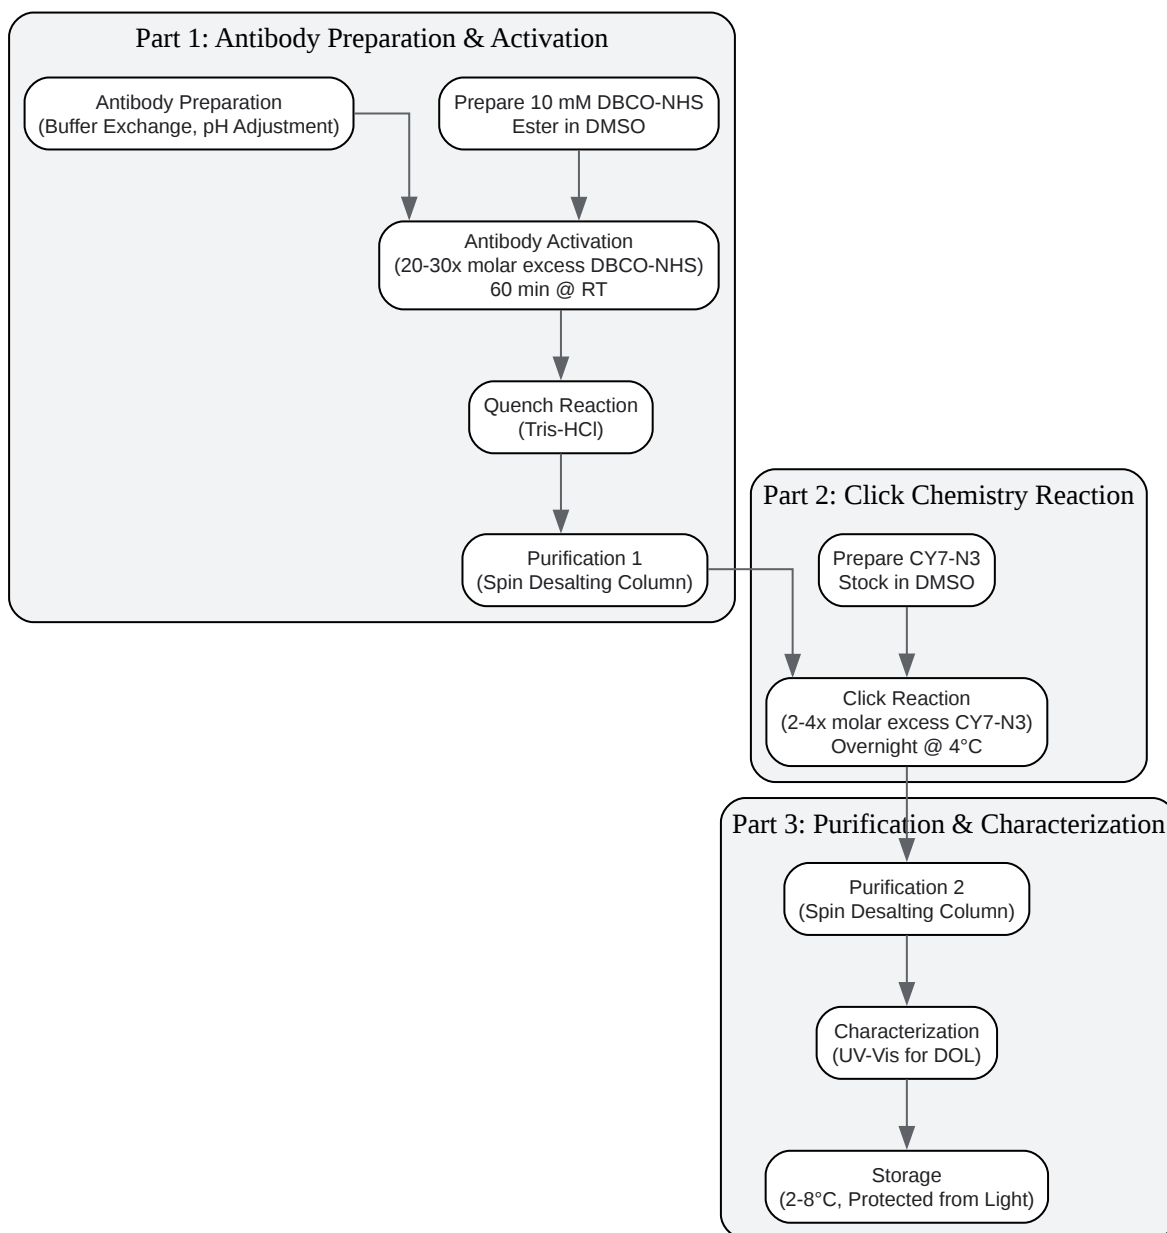 Part 1: Antibody Preparation & Activation
Antibody Preparation
(Buffer Exchange, pH Adjustment)
Prepare 10 mM DBCO-NHS
Ester in DMSO
Antibody Activation
(20-30x molar excess DBCO-NHS)
60 min @ RT
Quench Reaction
(Tris-HCl)
Purification 1
(Spin Desalting Column)
Part 2: Click Chemistry Reaction
Prepare CY7-N3
Stock in DMSO
Click Reaction
(2-4x molar excess CY7-N3)
Overnight @ 4°C
Part 3: Purification & Characterization
Purification 2
(Spin Desalting Column)
Characterization
(UV-Vis for DOL)
Storage
(2-8°C, Protected from Light)